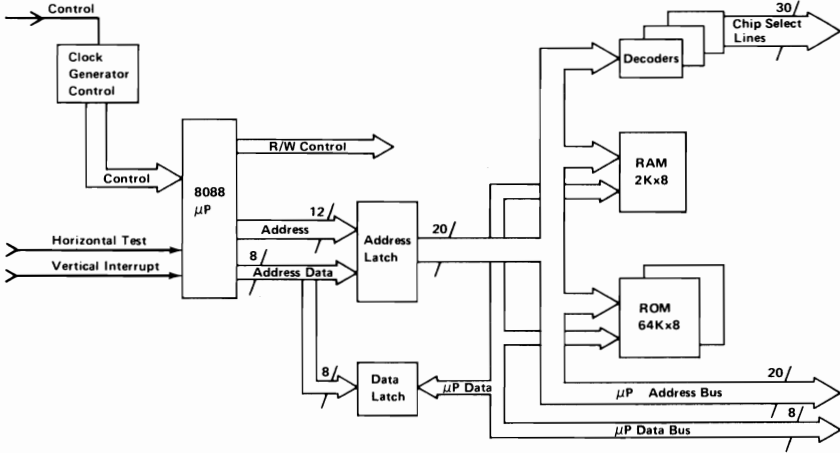 Control
30
Chip Select
Lines
Clock
Generator
Control
Decoders
R/W Control
Control
8088
μP
RAM
2Kx8
12
Address
20
Address
Latch
Horizontal Test
8
Vertical Interrupt
Address Data
ROM
64Kx8
8
Data
Latch
μP Data
20
μP Address Bus
8
μP Data Bus